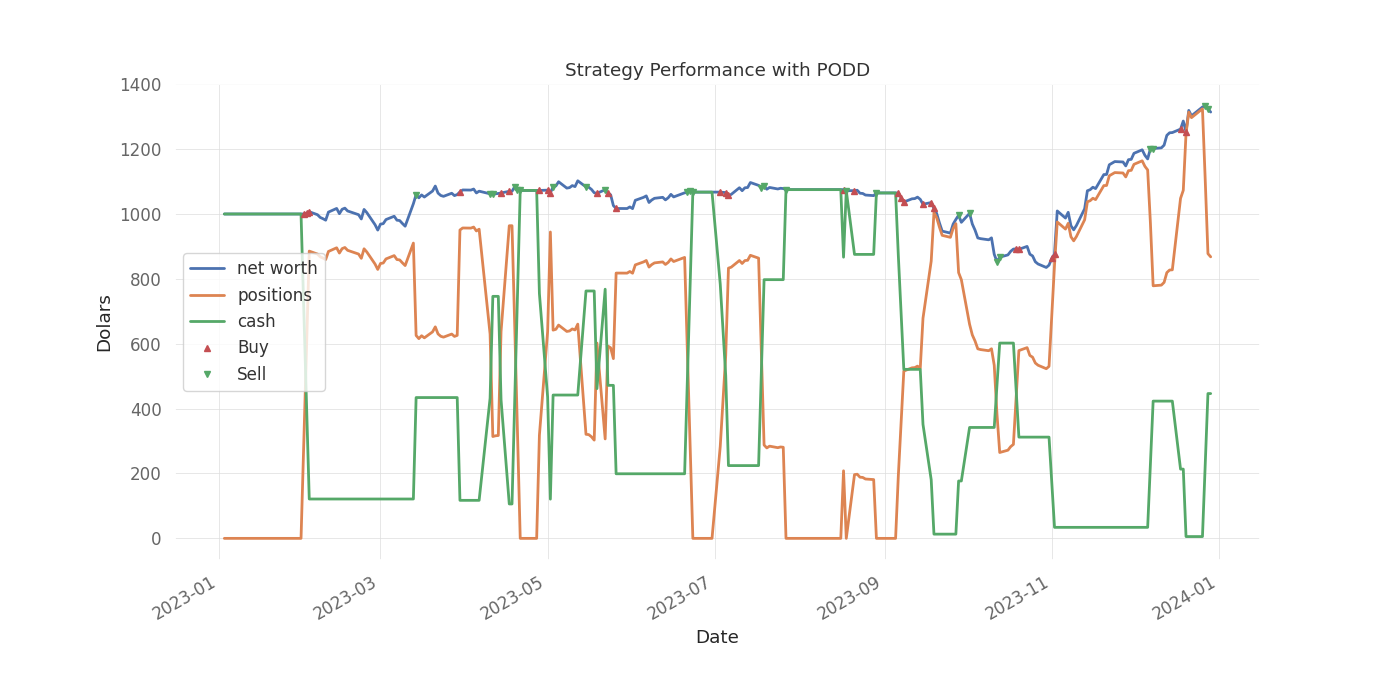 Strategy Performance with PODD
1400
1200
1000
800
600
400
200
0
Dolars
net worth
positions
cash
Buy
Sell
2023-01
2023-03
2023-05
2023-07
2023-09
2023-11
2024-01
Date